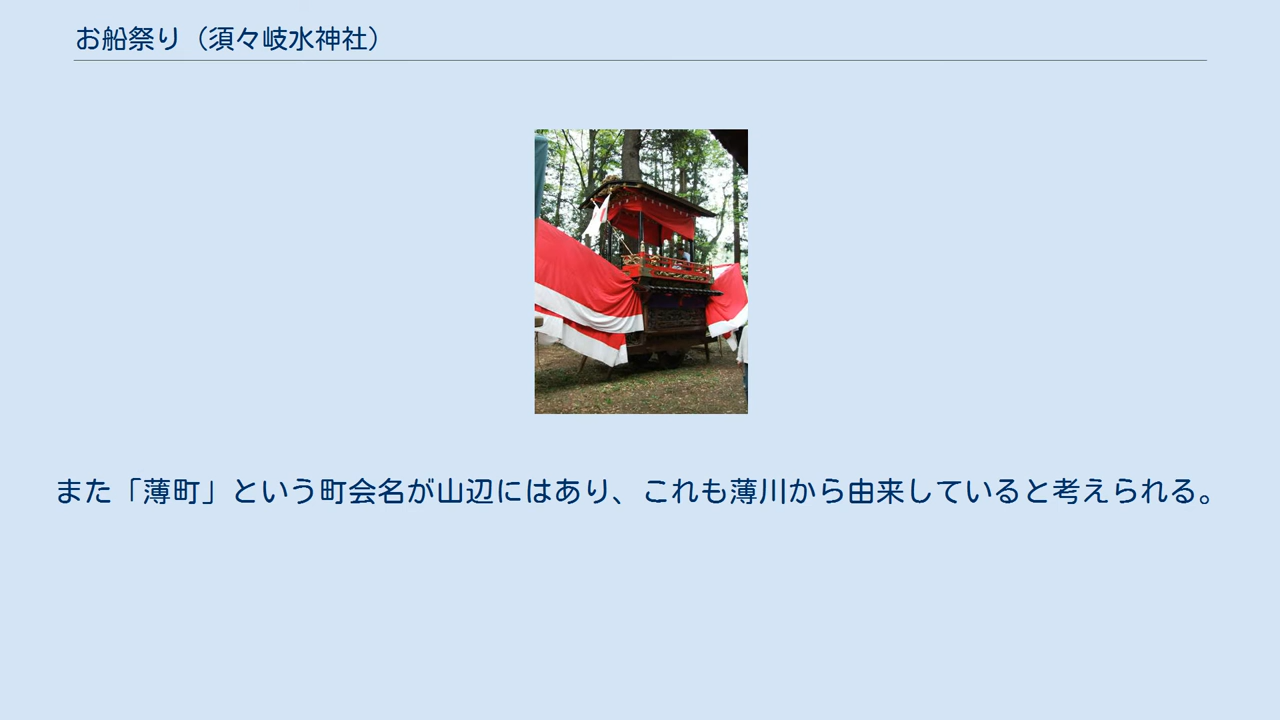 お船祭り（須々岐水神社）
また「薄町」という町会名が山辺にはあり、これも薄川から由来していると考えられる。